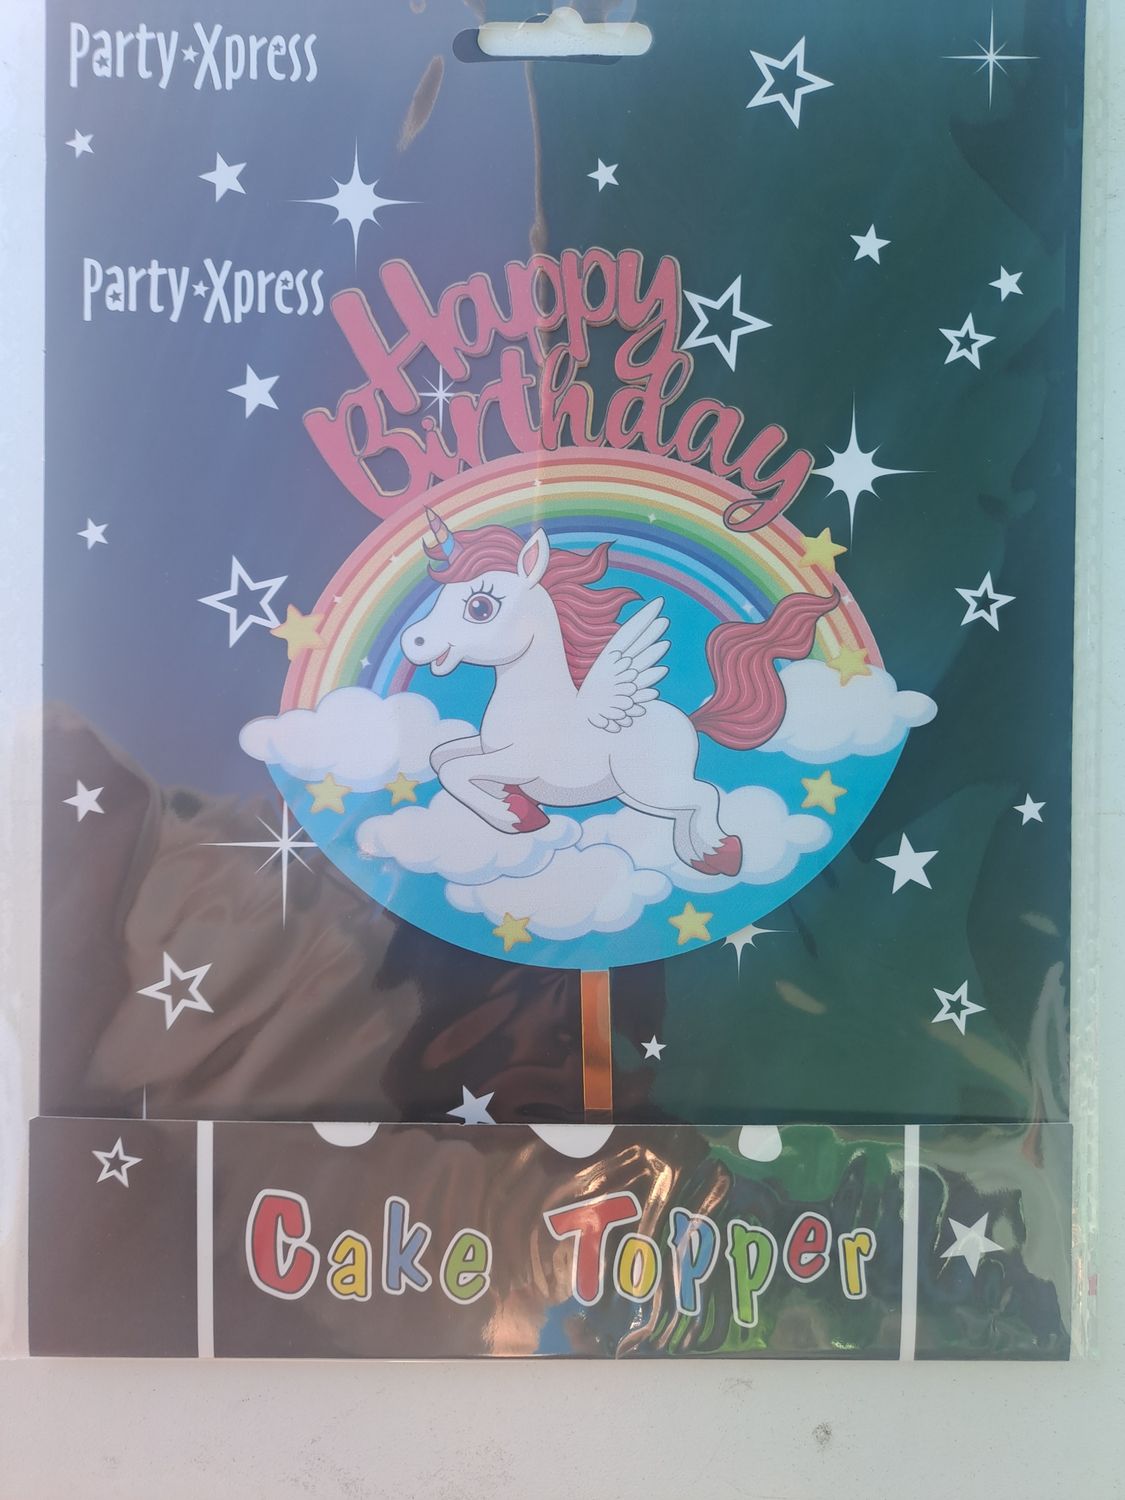 Party Xpress
Party Xpress
Happy
Birthday
Cake Topper